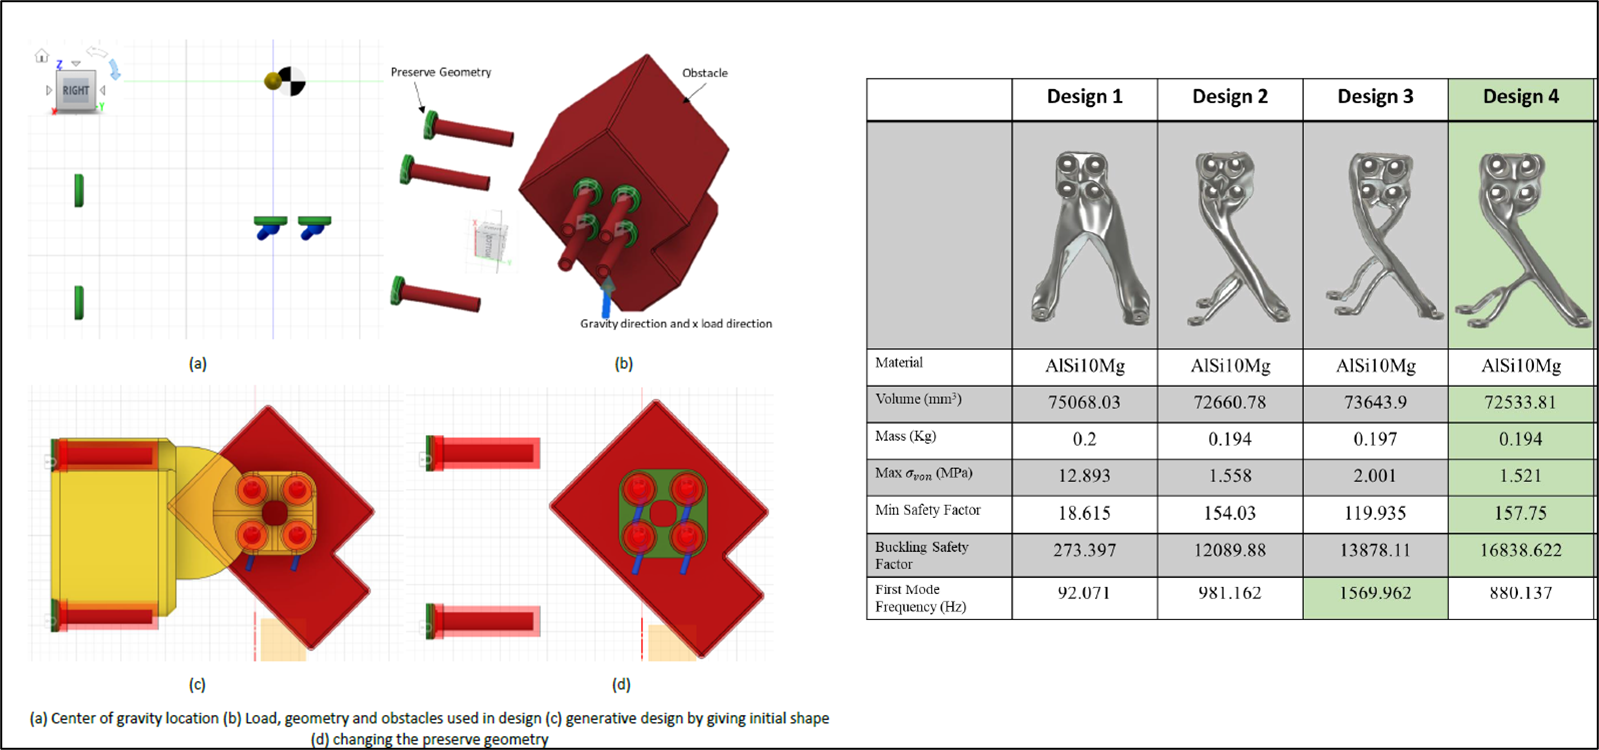 Z
RIGHT
Y
(a)
Preserve Geometry
Obstacle
Gravity direction and x load direction
(b)
(c)
(d)
(a) Center of gravity location (b) Load, geometry and obstacles used in design (c) generative design by giving initial shape
(d) changing the preserve geometry
Design 1 Design 2 Design 3 Design 4
Material AlSi10Mg AlSi10Mg AlSi10Mg AlSi10Mg
Volume (mm³) 75068.03 72660.78 73643.9 72533.81
Mass (Kg) 0.2 0.194 0.197 0.194
Max σᵥₒₙ (MPa) 12.893 1.558 2.001 1.521
Min Safety Factor 18.615 154.03 119.935 157.75
Buckling Safety
Factor 273.397 12089.88 13878.11 16838.622
First Mode
Frequency (Hz) 92.071 981.162 1569.962 880.137